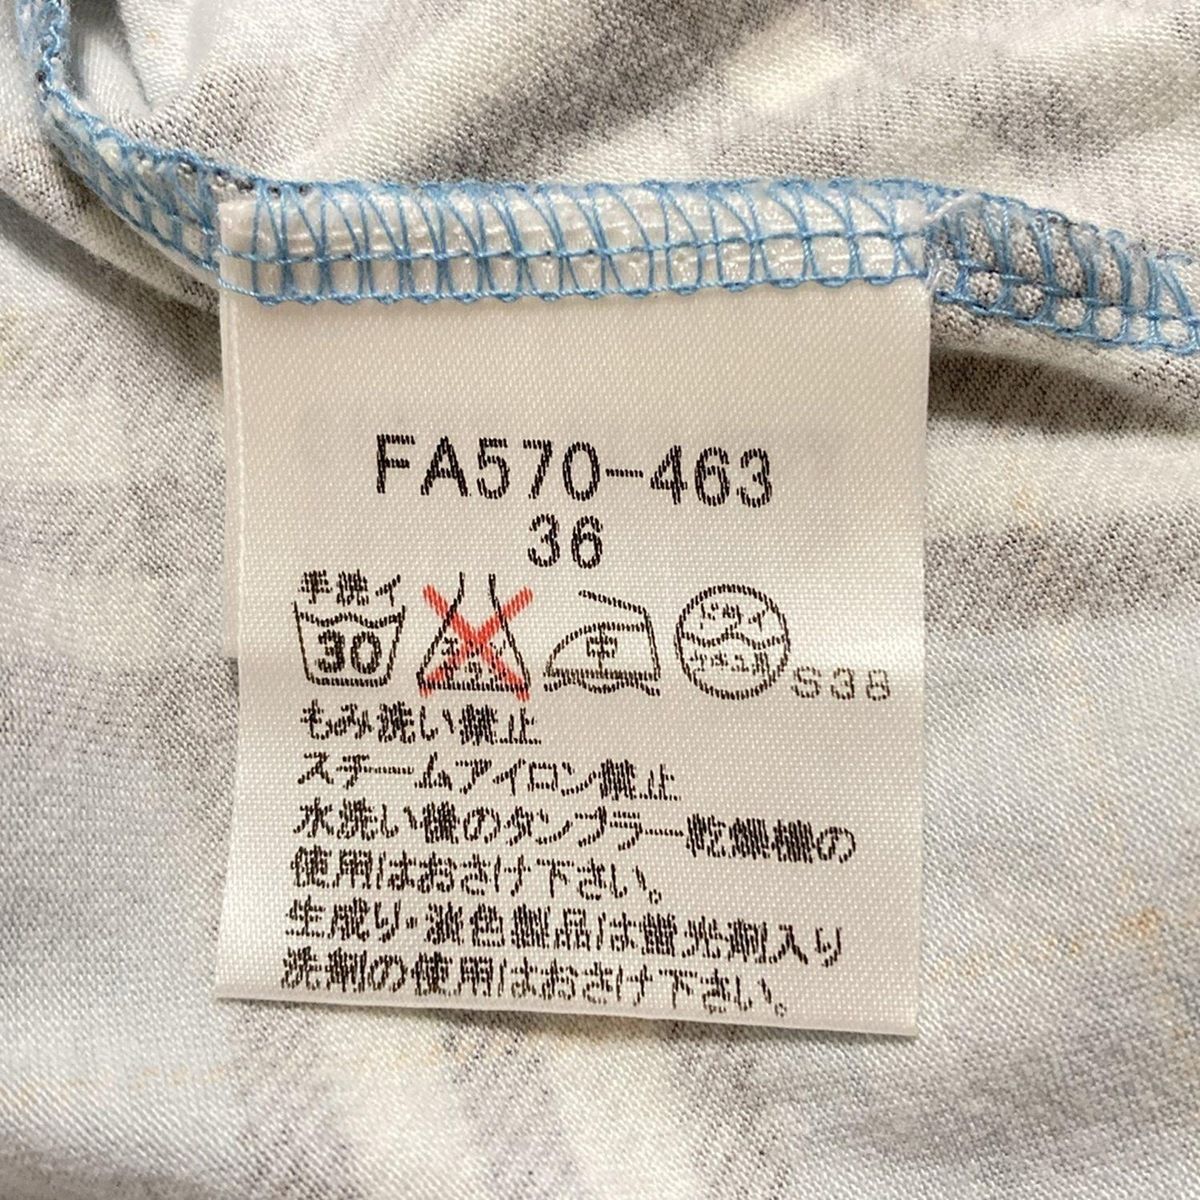 FA570-463
36
手洗イ
30
中
ドライ
セキユ系
S38
もみ洗い禁止
スチームアイロン禁止
水洗い後のタンブラー乾燥機の
使用はおさけ下さい。
生成り・淡色製品は蛍光剤入り
洗剤の使用はおさけ下さい。